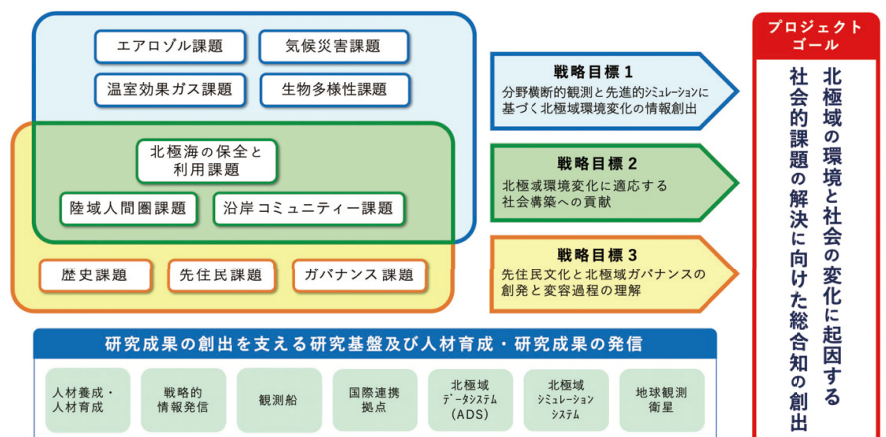 エアロゾル課題
気候災害課題
温室効果ガス課題
生物多様性課題
北極海の保全と
利用課題
陸域人間圏課題
沿岸コミュニティー課題
歴史課題
先住民課題
ガバナンス課題
戦略目標1
分野横断的観測と先進的シミュレーションに
基づく北極域環境変化の情報創出
戦略目標2
北極域環境変化に適応する
社会構築への貢献
戦略目標3
先住民文化と北極域ガバナンスの
創発と変容過程の理解
プロジェクト
ゴール
北極域の環境と社会の変化に起因する
社会的課題の解決に向けた総合知の創出
研究成果の創出を支える研究基盤及び人材育成・研究成果の発信
人材養成・
人材育成
戦略的
情報発信
観測船
国際連携
拠点
北極域
データシステム
(ADS)
北極域
シミュレーション
システム
地球観測
衛星